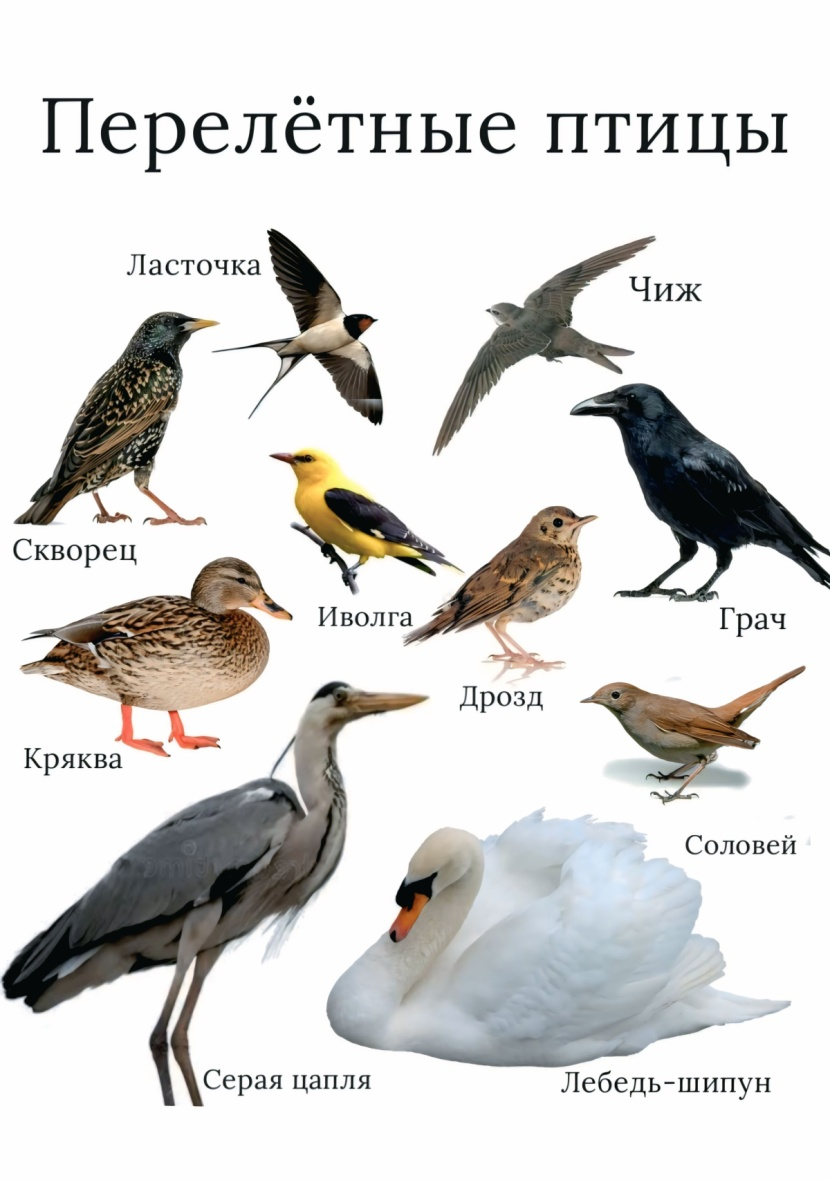 Перелётные птицы
Ласточка
Чиж
Скворец
Иволга
Грач
Дрозд
Кряква
Соловей
Серая цапля
Лебедь-шипун